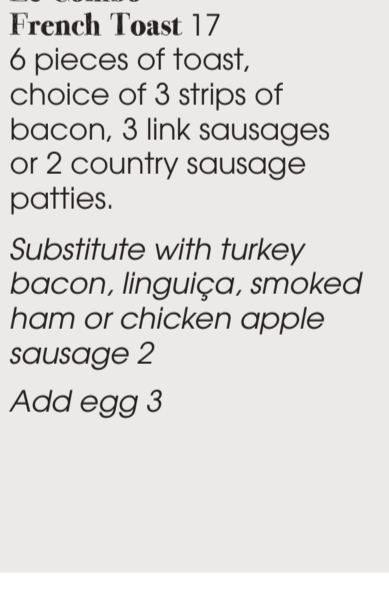 French Toast 17
6 pieces of toast,
choice of 3 strips of
bacon, 3 link sausages
or 2 country sausage
patties.
Substitute with turkey
bacon, linguiça, smoked
ham or chicken apple
sausage 2
Add egg 3